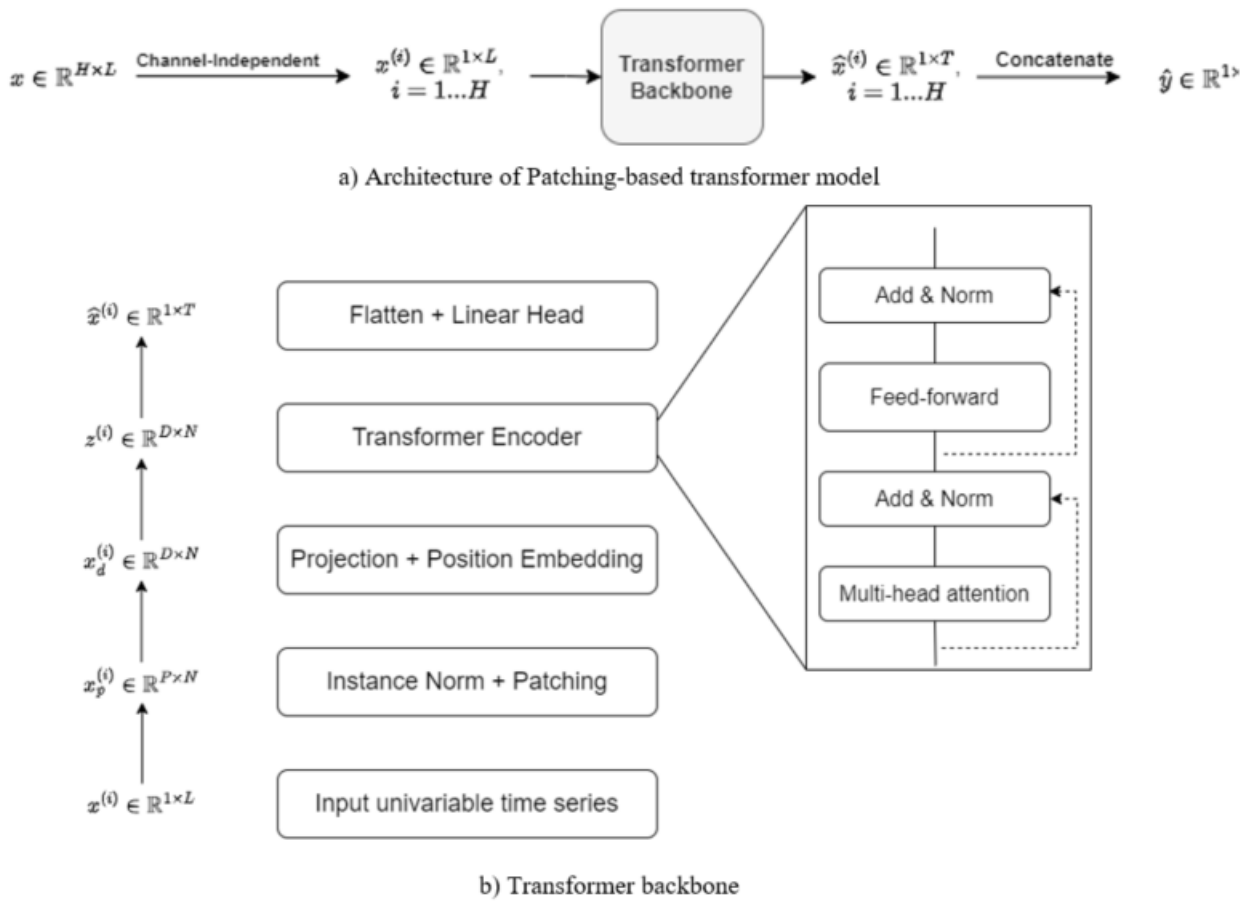 x ∈ ℝ^{H×L} Channel-Independent x^{(i)} ∈ ℝ^{1×L}, Transformer x̂^{(i)} ∈ ℝ^{1×T}, Concatenate ŷ ∈ ℝ^{1×
i = 1...H Backbone i = 1...H
a) Architecture of Patching-based transformer model
Add & Norm
x̂^{(i)} ∈ ℝ^{1×T} Flatten + Linear Head
Feed-forward
z^{(i)} ∈ ℝ^{D×N} Transformer Encoder
Add & Norm
x_d^{(i)} ∈ ℝ^{D×N} Projection + Position Embedding
Multi-head attention
x_p^{(i)} ∈ ℝ^{P×N} Instance Norm + Patching
x^{(i)} ∈ ℝ^{1×L} Input univariable time series
b) Transformer backbone